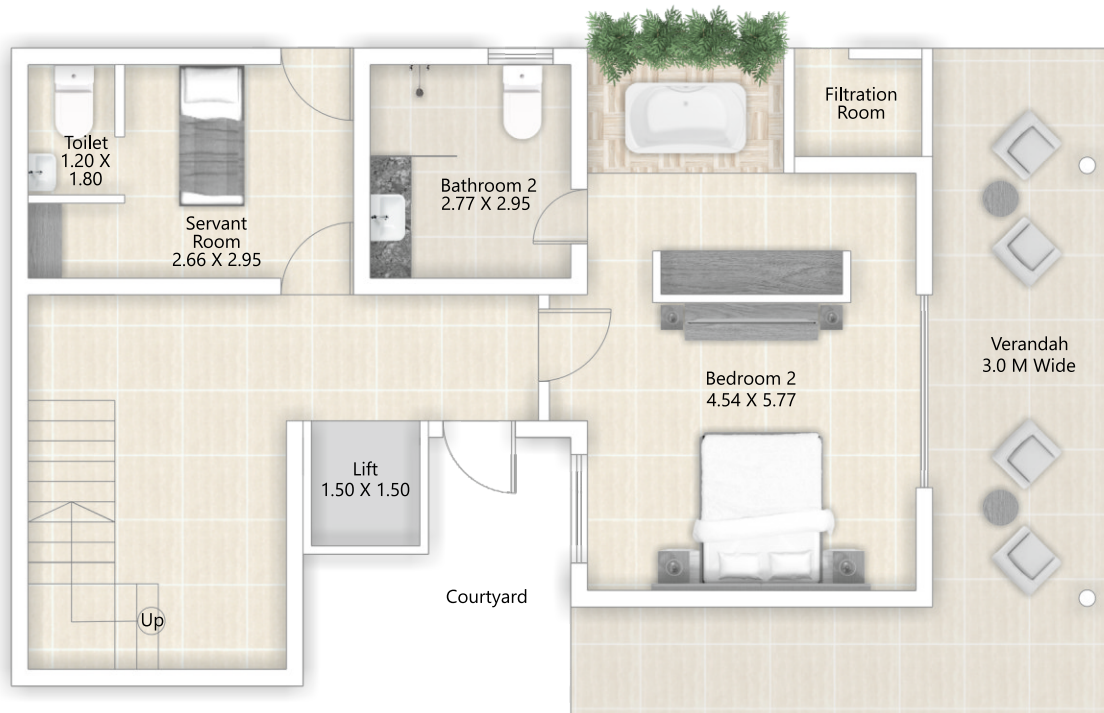 Toilet
1.20 X
1.80
Servant
Room
2.66 X 2.95
Bathroom 2
2.77 X 2.95
Filtration
Room
Verandah
3.0 M Wide
Bedroom 2
4.54 X 5.77
Lift
1.50 X 1.50
Courtyard
Up